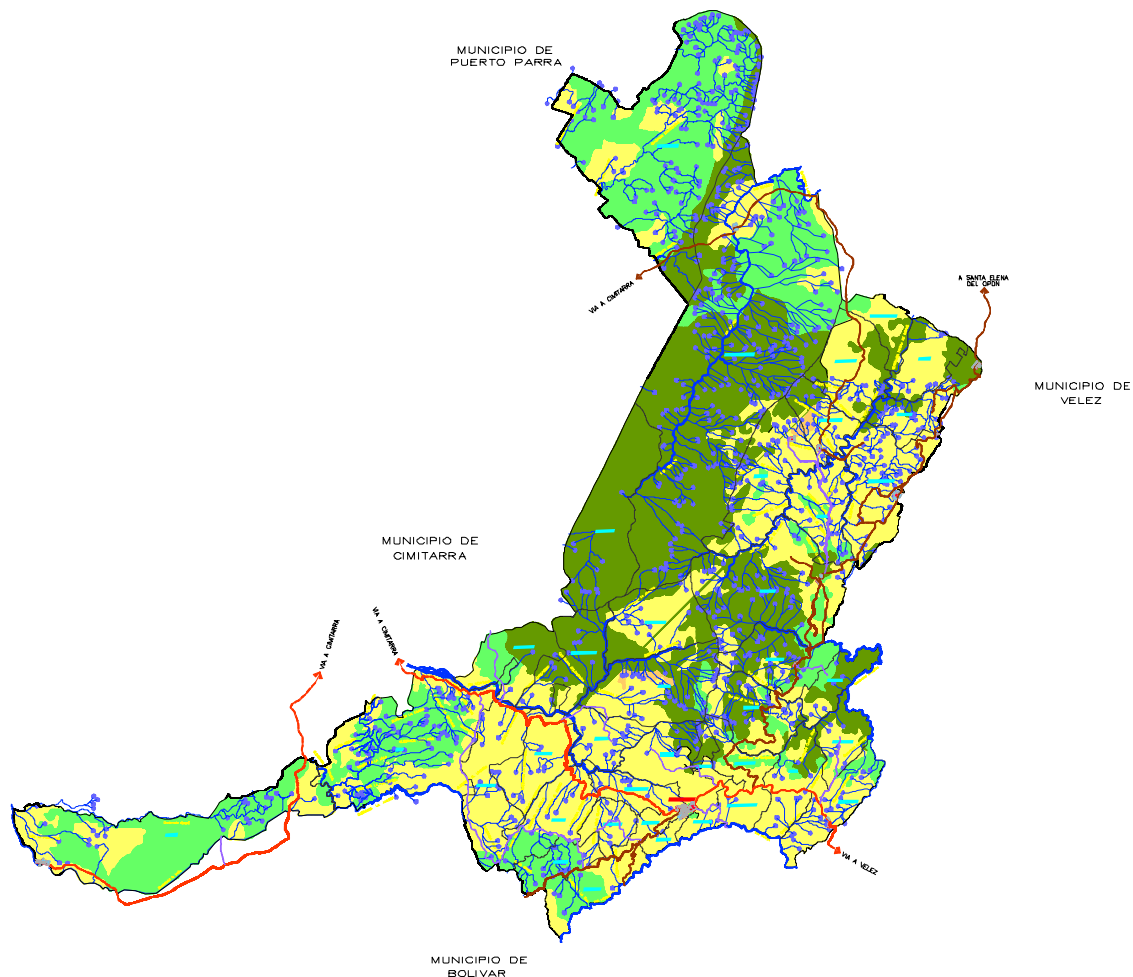 MUNICIPIO DE
PUERTO PARRA
A SANTA ELENA
DEL OPON
VIA A CIMITARRA
MUNICIPIO DE
VELEZ
MUNICIPIO DE
CIMITARRA
VIA A CIMITARRA
VIA A CIMITARRA
VIA A VELEZ
MUNICIPIO DE
BOLIVAR